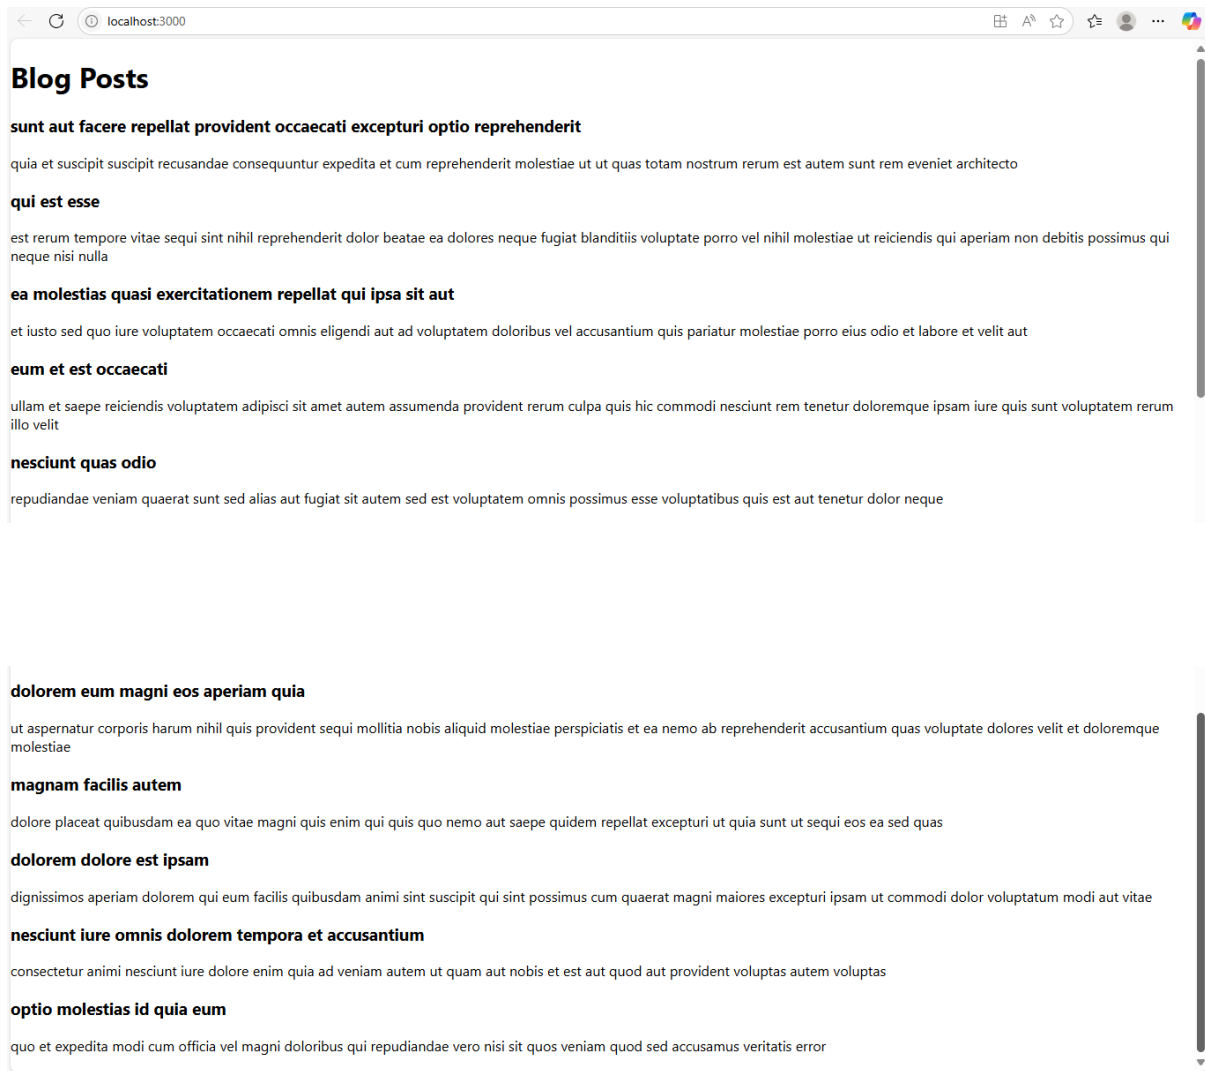 localhost:3000
Blog Posts
sunt aut facere repellat provident occaecati excepturi optio reprehenderit
quia et suscipit suscipit recusandae consequuntur expedita et cum reprehenderit molestiae ut ut quas totam nostrum rerum est autem sunt rem eveniet architecto
qui est esse
est rerum tempore vitae sequi sint nihil reprehenderit dolor beatae ea dolores neque fugiat blanditiis voluptate porro vel nihil molestiae ut reiciendis qui aperiam non debitis possimus qui
neque nisi nulla
ea molestias quasi exercitationem repellat qui ipsa sit aut
et iusto sed quo iure voluptatem occaecati omnis eligendi aut ad voluptatem doloribus vel accusantium quis pariatur molestiae porro eius odio et labore et velit aut
eum et est occaecati
ullam et saepe reiciendis voluptatem adipisci sit amet autem assumenda provident rerum culpa quis hic commodi nesciunt rem tenetur doloremque ipsam iure quis sunt voluptatem rerum
illo velit
nesciunt quas odio
repudiandae veniam quaerat sunt sed alias aut fugiat sit autem sed est voluptatem omnis possimus esse voluptatibus quis est aut tenetur dolor neque
dolorem eum magni eos aperiam quia
ut aspernatur corporis harum nihil quis provident sequi mollitia nobis aliquid molestiae perspiciatis et ea nemo ab reprehenderit accusantium quas voluptate dolores velit et doloremque
molestiae
magnam facilis autem
dolore placeat quibusdam ea quo vitae magni quis enim qui quis quo nemo aut saepe quidem repellat excepturi ut quia sunt ut sequi eos ea sed quas
dolorem dolore est ipsam
dignissimos aperiam dolorem qui eum facilis quibusdam animi sint suscipit qui sint possimus cum quaerat magni maiores excepturi ipsam ut commodi dolor voluptatum modi aut vitae
nesciunt iure omnis dolorem tempora et accusantium
consectetur animi nesciunt iure dolore enim quia ad veniam autem ut quam aut nobis et est aut quod aut provident voluptas autem voluptas
optio molestias id quia eum
quo et expedita modi cum officia vel magni doloribus qui repudiandae vero nisi sit quos veniam quod sed accusamus veritatis error